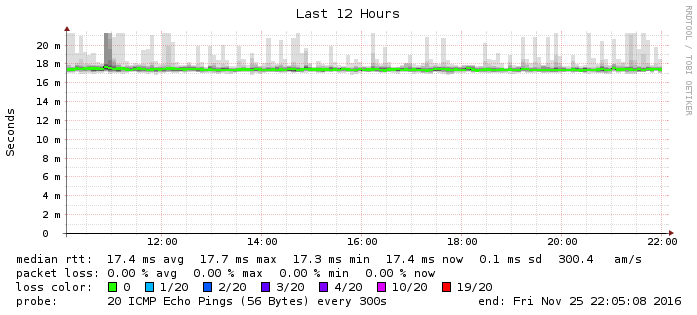 Last 12 Hours
RRDTOOL / TOBI OETIKER
Seconds
20 m
18 m
16 m
14 m
12 m
10 m
8 m
6 m
4 m
2 m
0
12:00 14:00 16:00 18:00 20:00 22:00
median rtt: 17.4 ms avg 17.7 ms max 17.3 ms min 17.4 ms now 0.1 ms sd 300.4 am/s
packet loss: 0.00 % avg 0.00 % max 0.00 % min 0.00 % now
loss color: 0 1/20 2/20 3/20 4/20 10/20 19/20
probe: 20 ICMP Echo Pings (56 Bytes) every 300s end: Fri Nov 25 22:05:08 2016